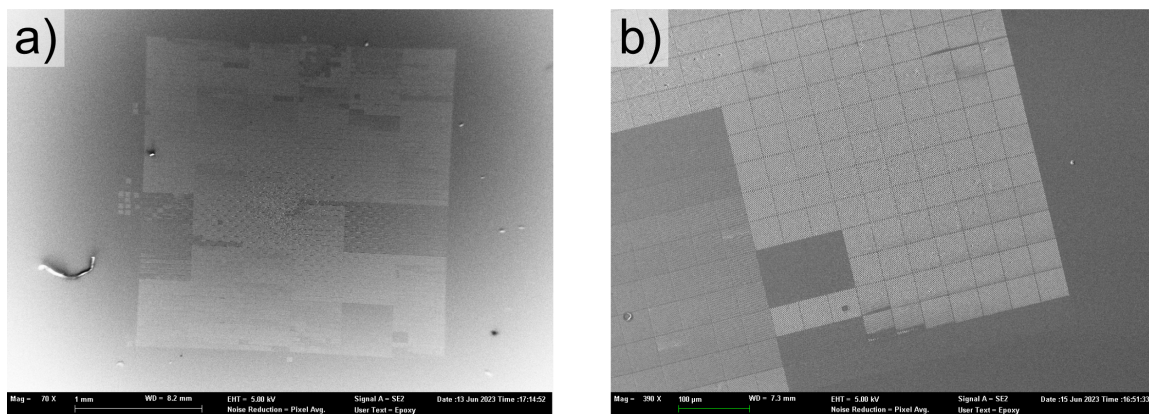 a)
b)
Mag = 70 X
1 mm
WD = 8.2 mm
EHT = 5.00 kV
Noise Reduction = Pixel Avg.
Signal A = SE2
User Text = Epoxy
Date :13 Jun 2023 Time :17:14:52
Mag = 390 X
100 µm
WD = 7.3 mm
EHT = 5.00 kV
Noise Reduction = Pixel Avg.
Signal A = SE2
User Text = Epoxy
Date :15 Jun 2023 Time :16:51:33